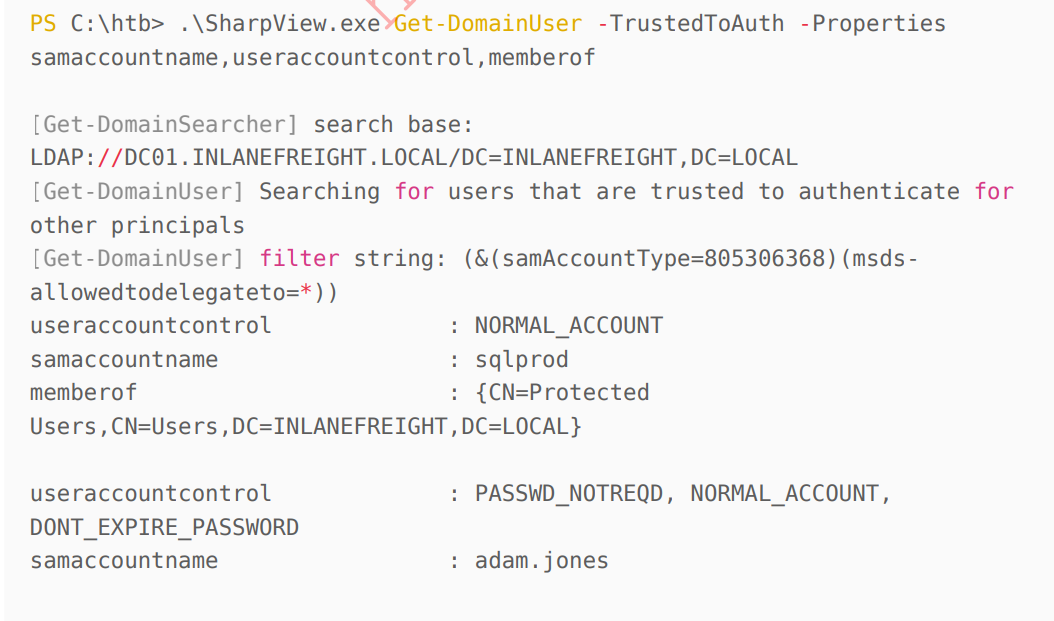 PS C:\htb> .\SharpView.exe Get-DomainUser -TrustedToAuth -Properties
samaccountname,useraccountcontrol,memberof
[Get-DomainSearcher] search base:
LDAP://DC01.INLANEFREIGHT.LOCAL/DC=INLANEFREIGHT,DC=LOCAL
[Get-DomainUser] Searching for users that are trusted to authenticate for
other principals
[Get-DomainUser] filter string: (&(samAccountType=805306368)(msds-
allowedtodelegateto=*))
useraccountcontrol : NORMAL_ACCOUNT
samaccountname : sqlprod
memberof : {CN=Protected
Users,CN=Users,DC=INLANEFREIGHT,DC=LOCAL}
useraccountcontrol : PASSWD_NOTREQD, NORMAL_ACCOUNT,
DONT_EXPIRE_PASSWORD
samaccountname : adam.jones